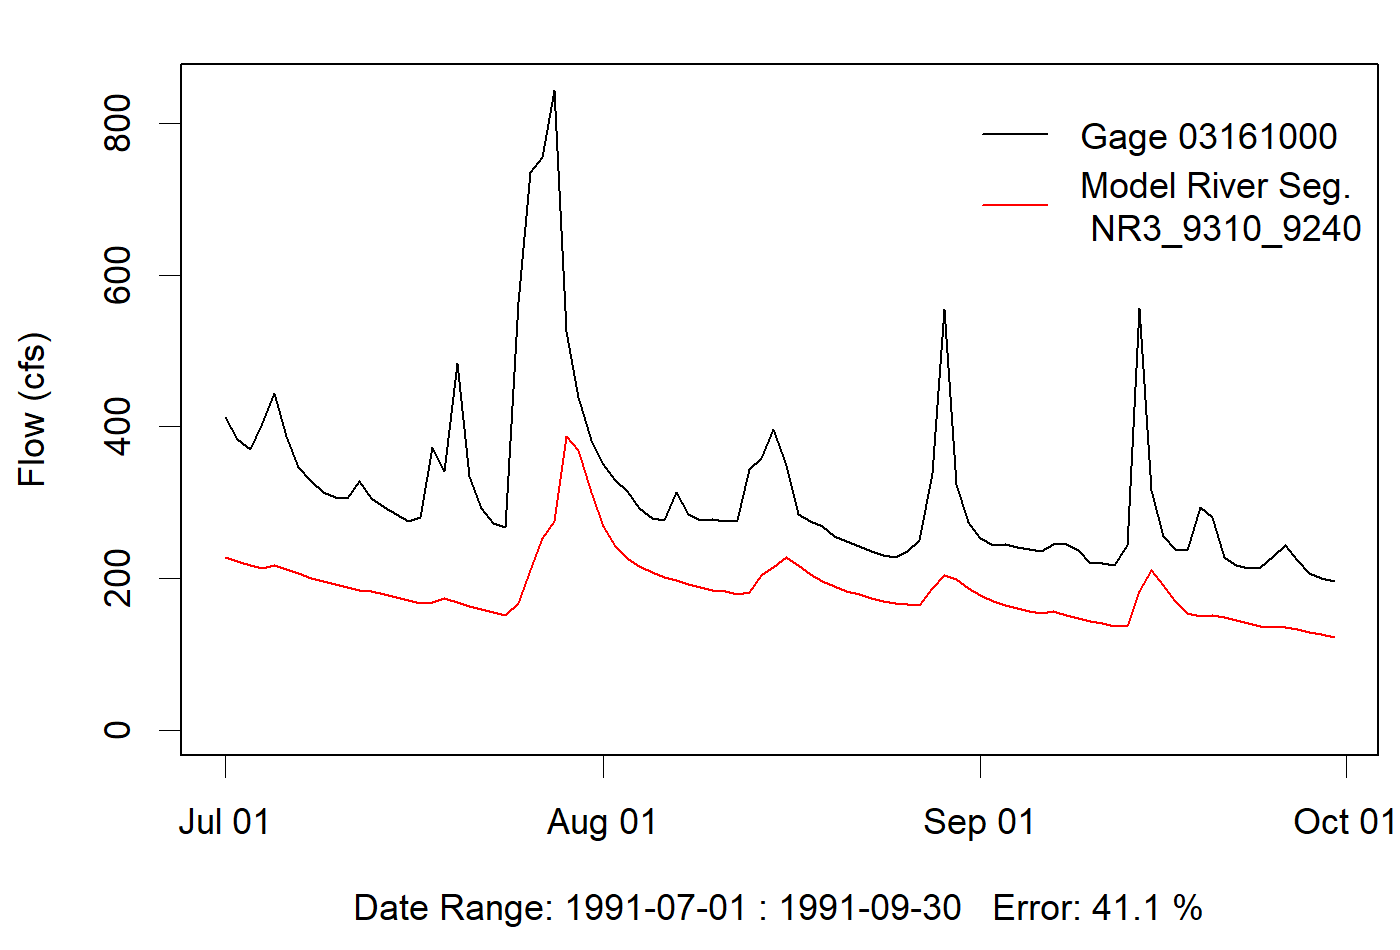 Gage 03161000
Model River Seg.
NR3_9310_9240
Flow (cfs)
800
600
400
200
0
Jul 01
Aug 01
Sep 01
Oct 01
Date Range: 1991-07-01 : 1991-09-30 Error: 41.1 %